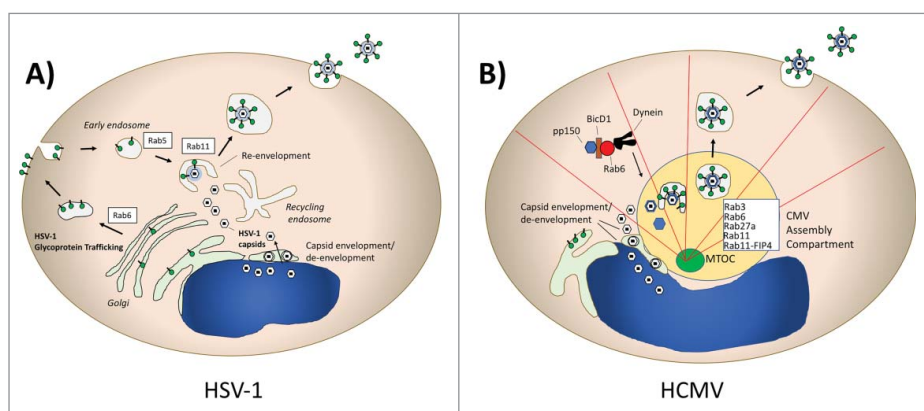 A)
Early endosome
Rab5
Rab11
Re-envelopment
Rab6
Recycling
endosome
HSV-1
Glycoprotein Trafficking
HSV-1
capsids
Capsid envelopment/
de-envelopment
Golgi
HSV-1
B)
Dynein
BicD1
pp150
Rab6
Capsid envelopment/
de-envelopment
Rab3
Rab6
Rab27a
Rab11
Rab11-FIP4
CMV
Assembly
Compartment
MTOC
HCMV